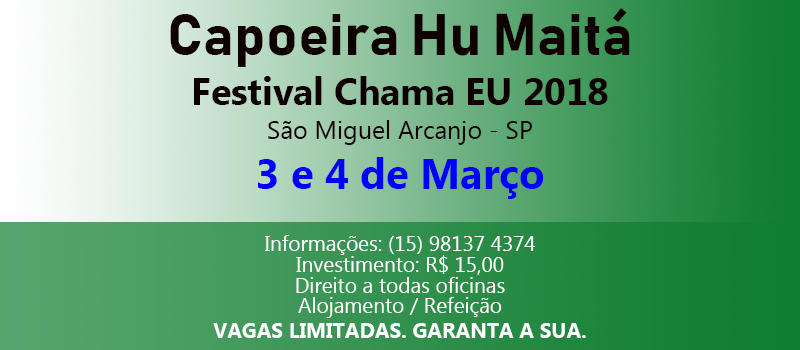 Capoeira Hu Maitá
Festival Chama EU 2018
São Miguel Arcanjo - SP
3 e 4 de Março
Informações: (15) 98137 4374
Investimento: R$ 15,00
Direito a todas oficinas
Alojamento / Refeição
VAGAS LIMITADAS. GARANTA A SUA.